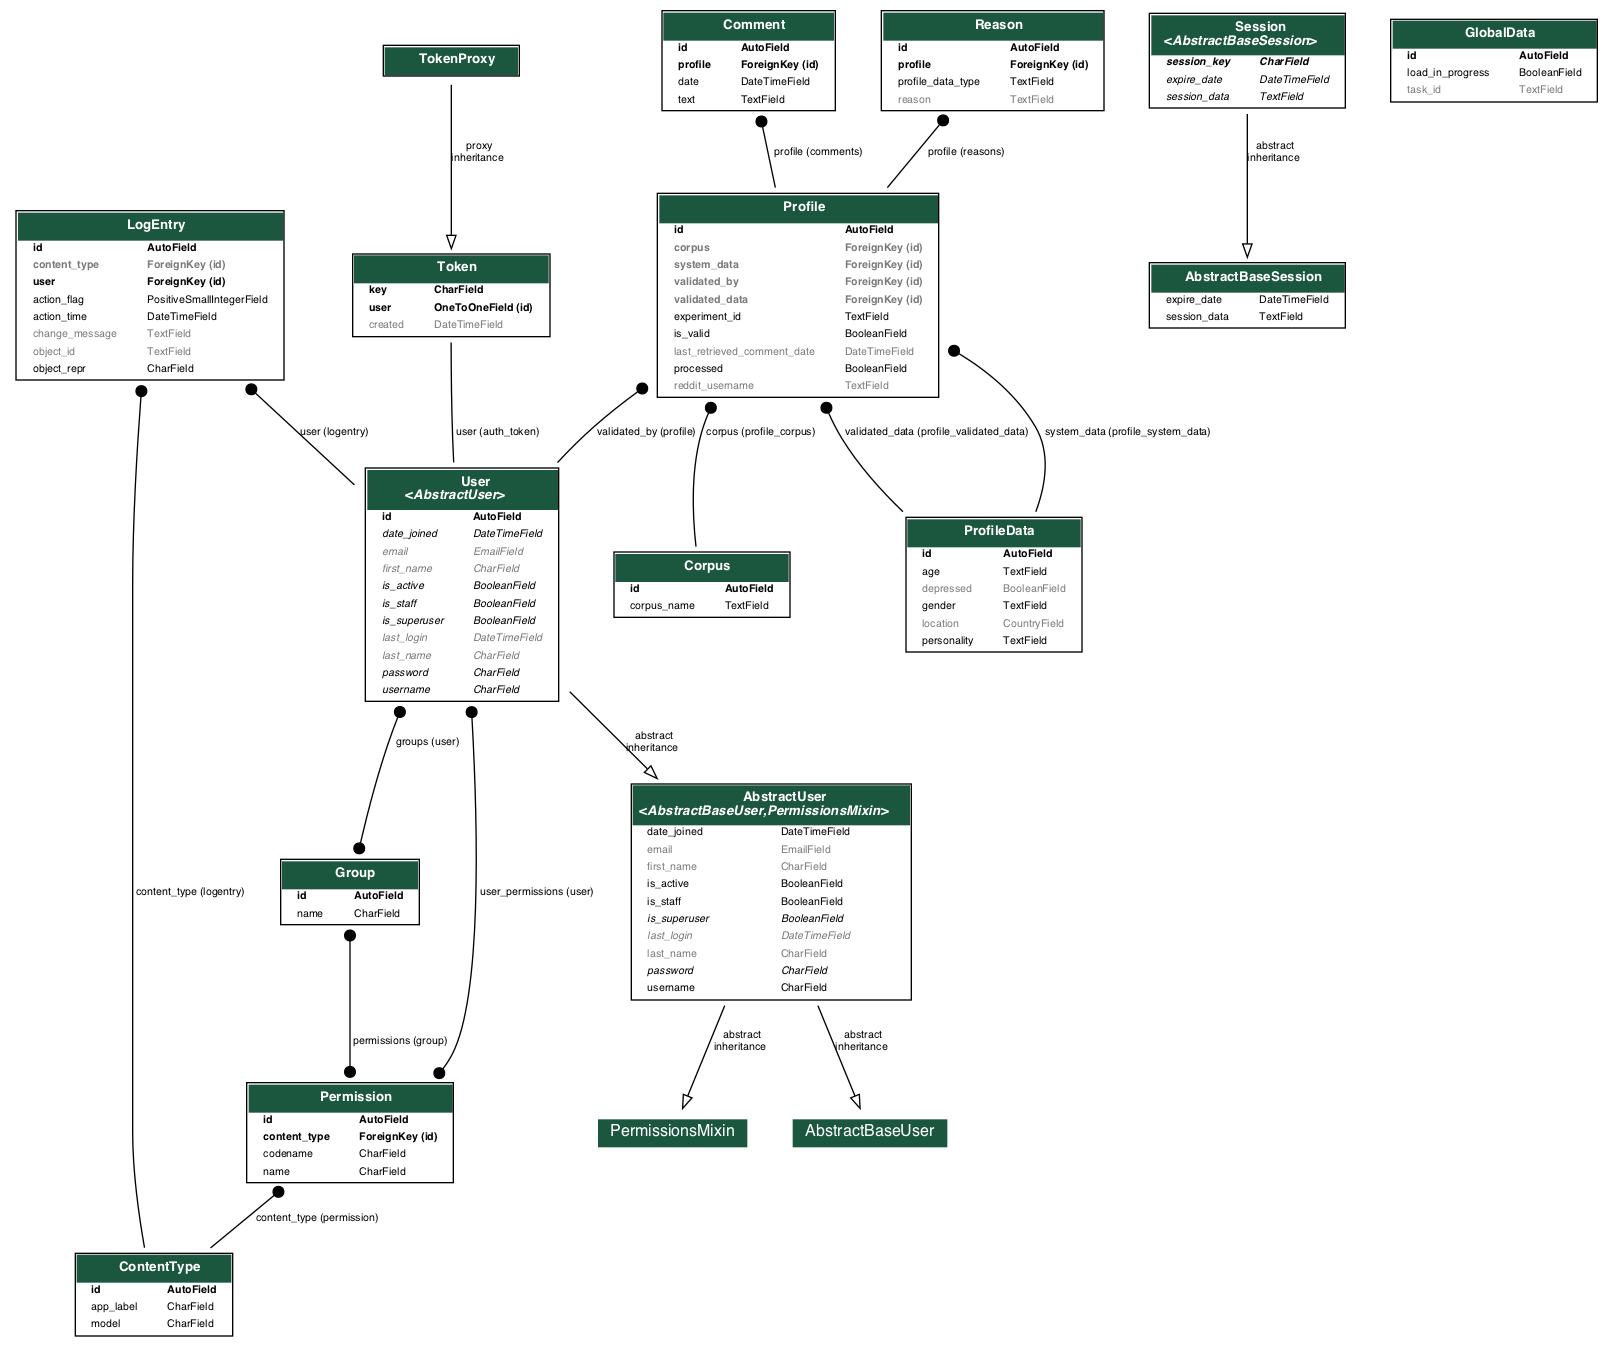 Comment
id AutoField
profile ForeignKey (id)
date DateTimeField
text TextField
Reason
id AutoField
profile ForeignKey (id)
profile_data_type TextField
reason TextField
Session
<AbstractBaseSession>
session_key CharField
expire_date DateTimeField
session_data TextField
GlobalData
id AutoField
load_in_progress BooleanField
task_id TextField
TokenProxy
proxy
inheritance
profile (comments)
profile (reasons)
abstract
inheritance
LogEntry
id AutoField
content_type ForeignKey (id)
user ForeignKey (id)
action_flag PositiveSmallIntegerField
action_time DateTimeField
change_message TextField
object_id TextField
object_repr CharField
Token
key CharField
user OneToOneField (id)
created DateTimeField
Profile
id AutoField
corpus ForeignKey (id)
system_data ForeignKey (id)
validated_by ForeignKey (id)
validated_data ForeignKey (id)
experiment_id TextField
is_valid BooleanField
last_retrieved_comment_date DateTimeField
processed BooleanField
reddit_username TextField
AbstractBaseSession
expire_date DateTimeField
session_data TextField
user (logentry)
user (auth_token)
validated_by (profile)
corpus (profile_corpus)
validated_data (profile_validated_data)
system_data (profile_system_data)
User
<AbstractUser>
id AutoField
date_joined DateTimeField
email EmailField
first_name CharField
is_active BooleanField
is_staff BooleanField
is_superuser BooleanField
last_login DateTimeField
last_name CharField
password CharField
username CharField
Corpus
id AutoField
corpus_name TextField
ProfileData
id AutoField
age TextField
depressed BooleanField
gender TextField
location CountryField
personality TextField
groups (user)
abstract
inheritance
AbstractUser
<AbstractBaseUser,PermissionsMixin>
date_joined DateTimeField
email EmailField
first_name CharField
is_active BooleanField
is_staff BooleanField
is_superuser BooleanField
last_login DateTimeField
last_name CharField
password CharField
username CharField
Group
id AutoField
name CharField
content_type (logentry)
user_permissions (user)
permissions (group)
abstract
inheritance
abstract
inheritance
Permission
id AutoField
content_type ForeignKey (id)
codename CharField
name CharField
PermissionsMixin
AbstractBaseUser
content_type (permission)
ContentType
id AutoField
app_label CharField
model CharField